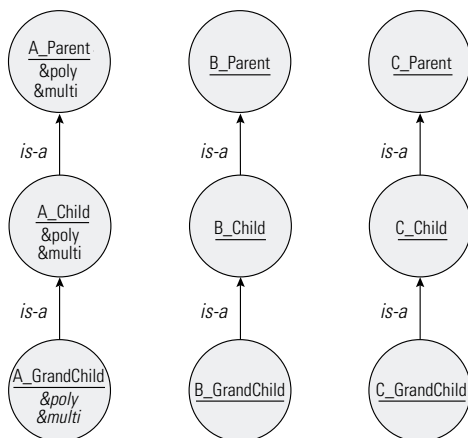 A_Parent
&poly
&multi
B_Parent
C_Parent
is-a
is-a
is-a
A_Child
&poly
&multi
B_Child
C_Child
is-a
is-a
is-a
A_GrandChild
&poly
&multi
B_GrandChild
C_GrandChild